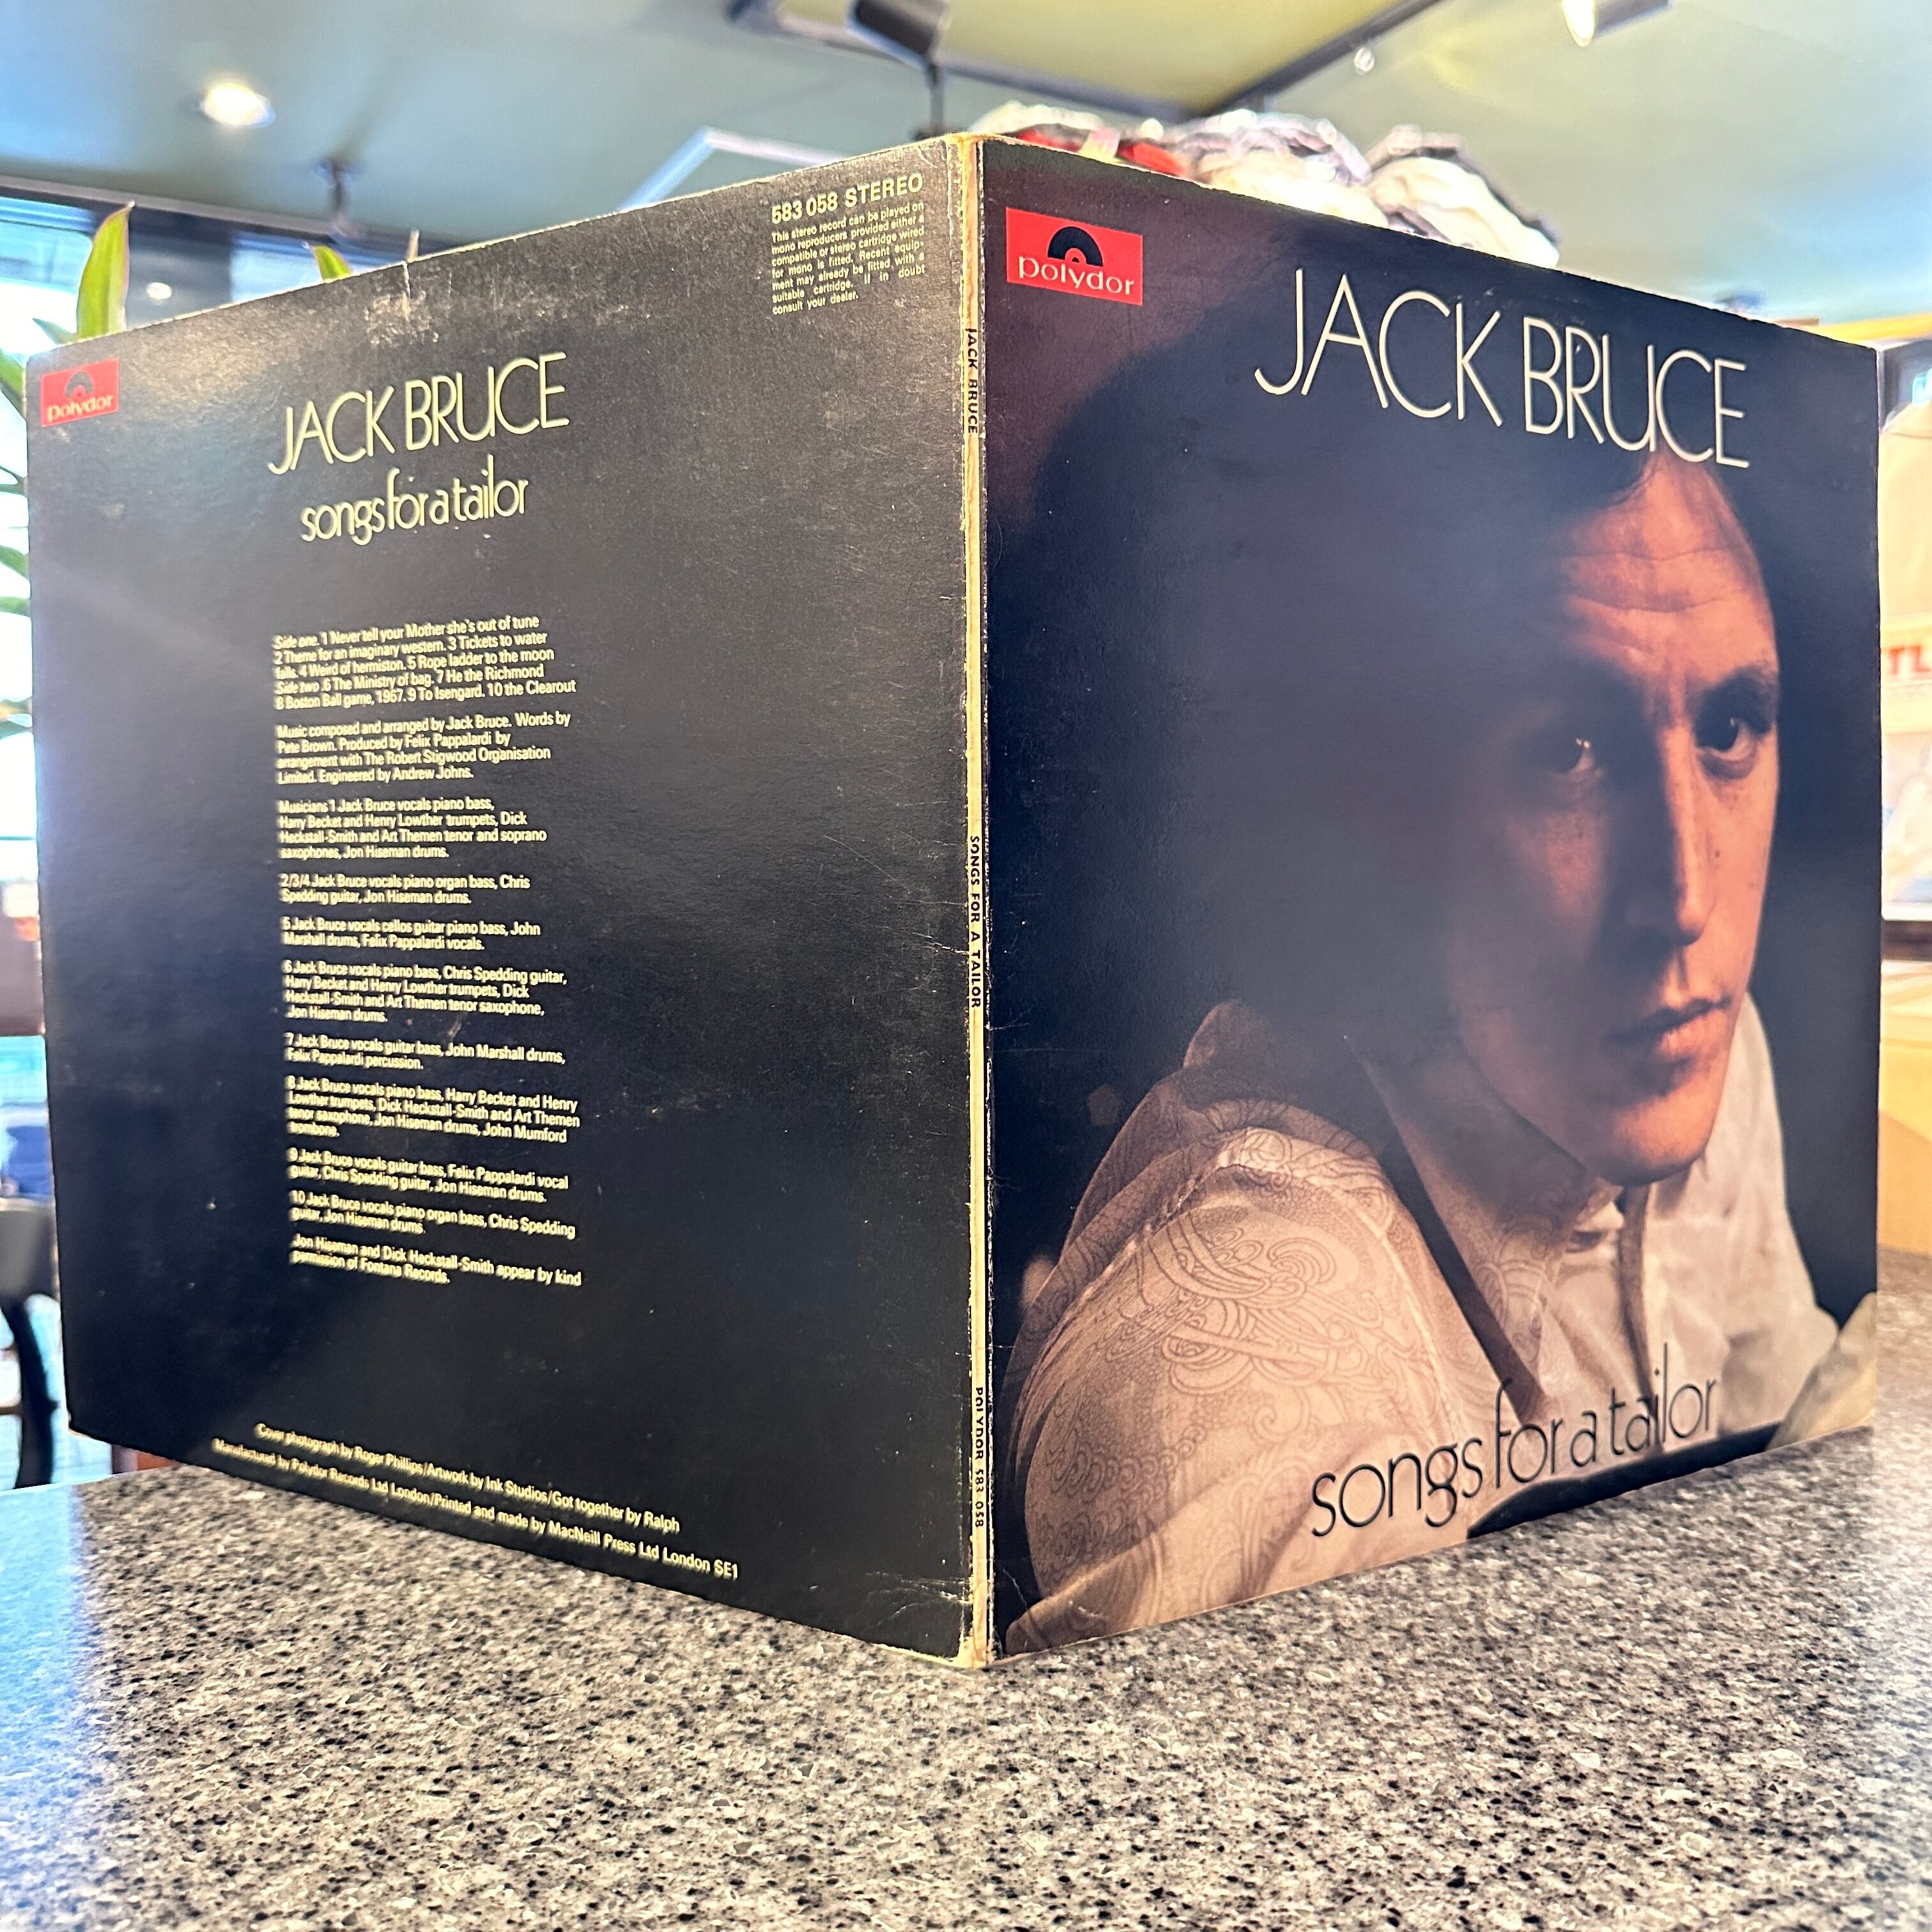 583 058 STEREO
This stereo record can be played on
mono reproducers provided either a
compatible or stereo cartridge wired
for mono is fitted. Recent equip-
ment may already be fitted with a
suitable cartridge. If in doubt
consult your dealer.
polydor
JACK BRUCE
songs for a tailor
Side one. 1 Never tell your Mother she's out of tune
2 Theme for an imaginary western. 3 Tickets to water
falls. 4 Weird of hermiston. 5 Rope ladder to the moon
Side two .6 The Ministry of bag. 7 He the Richmond
8 Boston Ball game, 1967. 9 To Isengard. 10 the Clearout
Music composed and arranged by Jack Bruce. Words by
Pete Brown. Produced by Felix Pappalardi by
arrangement with The Robert Stigwood Organisation
Limited. Engineered by Andrew Johns.
Musicians 1 Jack Bruce vocals piano bass,
Harry Becket and Henry Lowther trumpets, Dick
Heckstall-Smith and Art Themen tenor and soprano
saxophones, Jon Hiseman drums.
2/3/4 Jack Bruce vocals piano organ bass, Chris
Spedding guitar, Jon Hiseman drums.
5 Jack Bruce vocals cellos guitar piano bass, John
Marshall drums, Felix Pappalardi vocals.
6 Jack Bruce vocals piano bass, Chris Spedding guitar,
Harry Becket and Henry Lowther trumpets, Dick
Heckstall-Smith and Art Themen tenor saxophone,
Jon Hiseman drums.
7 Jack Bruce vocals guitar bass, John Marshall drums,
Felix Pappalardi percussion.
8 Jack Bruce vocals piano bass, Harry Becket and Henry
Lowther trumpets, Dick Heckstall-Smith and Art Themen
tenor saxophone, Jon Hiseman drums, John Mumford
trombone.
9 Jack Bruce vocals guitar bass, Felix Pappalardi vocal
guitar, Chris Spedding guitar, Jon Hiseman drums.
10 Jack Bruce vocals piano organ bass, Chris Spedding
guitar, Jon Hiseman drums.
Jon Hiseman and Dick Heckstall-Smith appear by kind
permission of Fontana Records.
Cover photograph by Roger Phillips/Artwork by Ink Studios/Got together by Ralph
Manufactured by Polydor Records Ltd London/Printed and made by MacNeill Press Ltd London SE1
JACK BRUCE
SONGS FOR A TAILOR
POLYDOR 583 058
polydor
JACK BRUCE
songs for a tailor